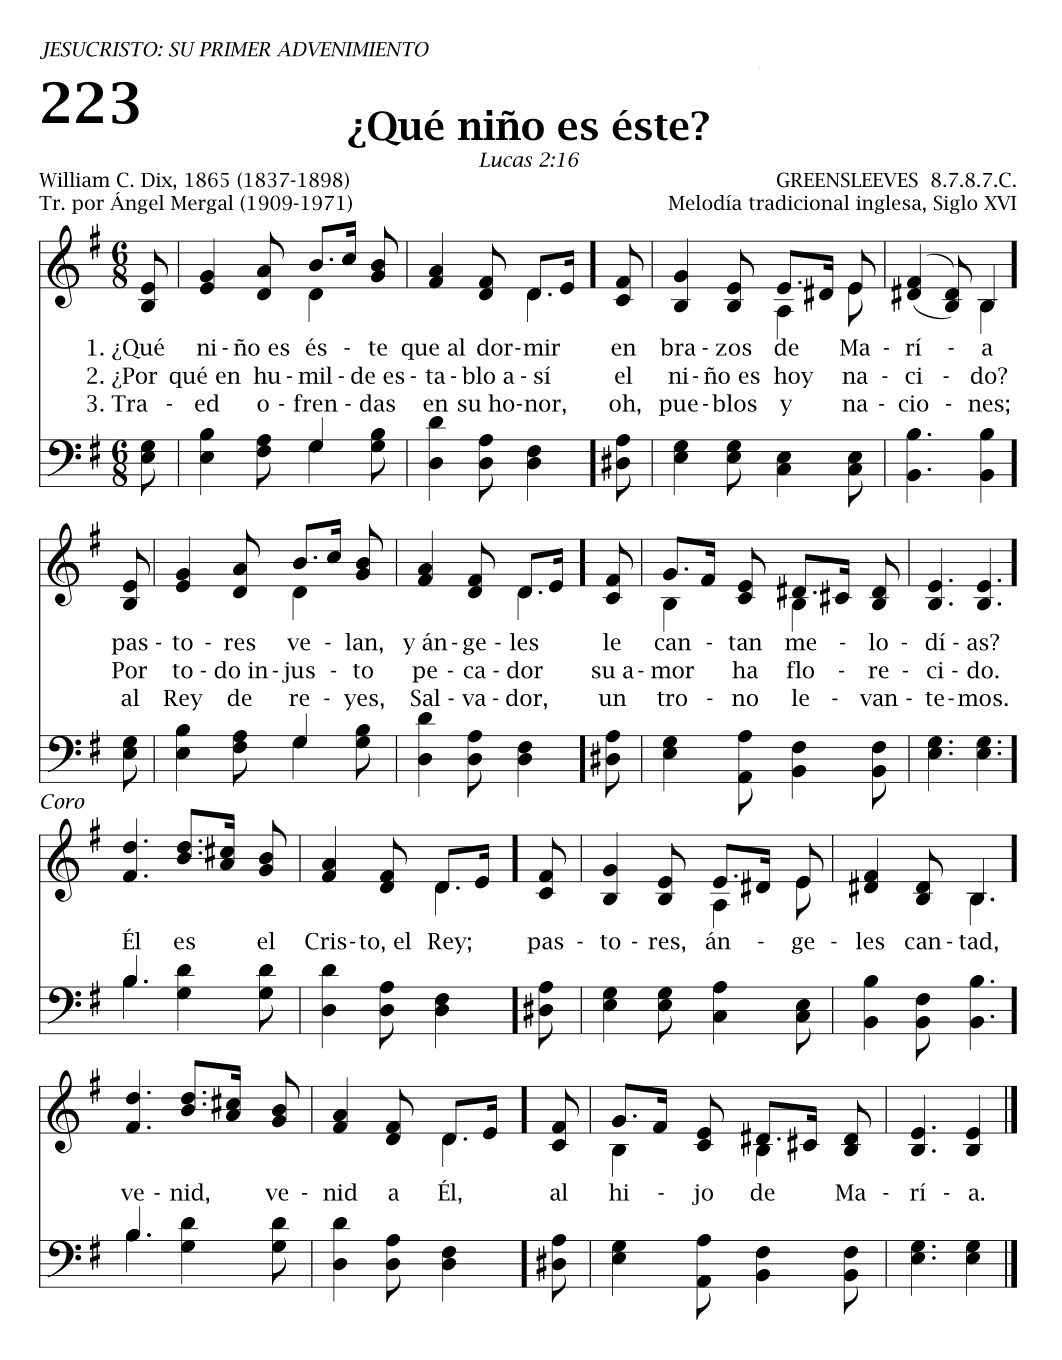 JESUCRISTO: SU PRIMER ADVENIMIENTO
223
¿Qué niño es éste?
Lucas 2:16
William C. Dix, 1865 (1837-1898)
GREENSLEEVES 8.7.8.7.C.
Tr. por Ángel Mergal (1909-1971)
Melodía tradicional inglesa, Siglo XVI
6 8
1. ¿Qué ni - ño es és - te que al dor - mir en bra - zos de Ma - rí - a
2. ¿Por qué en hu - mil - de es - ta - blo a - sí el ni - ño es hoy na - ci - do?
3. Tra - ed o - fren - das en su ho - nor, oh, pue - blos y na - cio - nes;
6 8
pas - to - res ve - lan, y án - ge - les le can - tan me - lo - dí - as?
Por to - do in - jus - to pe - ca - dor su a - mor ha flo - re - ci - do.
al Rey de re - yes, Sal - va - dor, un tro - no le - van - te - mos.
Coro
Él es el Cris - to, el Rey; pas - to - res, án - ge - les can - tad,
ve - nid, ve - nid a Él, al hi - jo de Ma - rí - a.